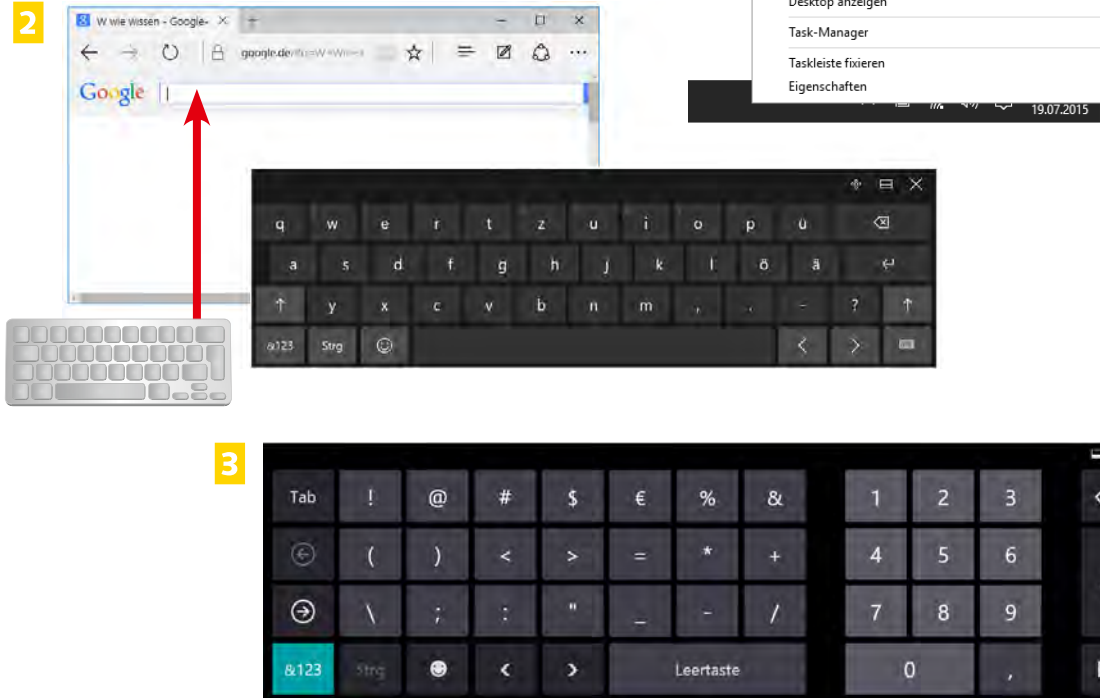 2
W wie wissen - Google-
google.de
Google
Desktop anzeigen
Task-Manager
Taskleiste fixieren
Eigenschaften
19.07.2015
q w e r t z u i o p ü
a s d f g h j k l ö ä
y x c v b n m , . - ?
&123 Strg < >
3
Tab ! @ # $ € % & 1 2 3
( ) < > = * + 4 5 6
\ ; : " _ - / 7 8 9
&123 Strg < > Leertaste 0 ,